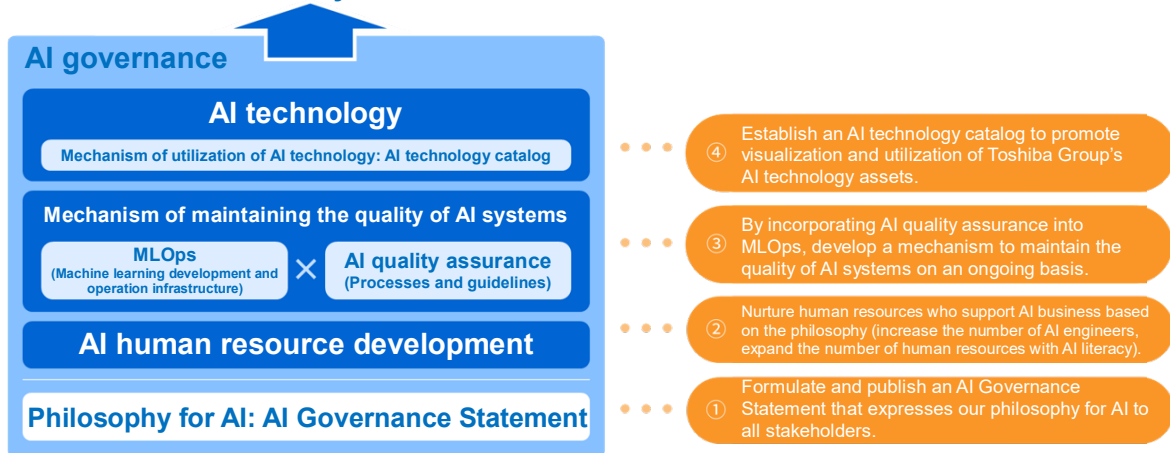 AI governance
AI technology
Mechanism of utilization of AI technology: AI technology catalog
Mechanism of maintaining the quality of AI systems
MLOps
(Machine learning development and
operation infrastructure)
×
AI quality assurance
(Processes and guidelines)
AI human resource development
Philosophy for AI: AI Governance Statement
④
Establish an AI technology catalog to promote
visualization and utilization of Toshiba Group's
AI technology assets.
③
By incorporating AI quality assurance into
MLOps, develop a mechanism to maintain the
quality of AI systems on an ongoing basis.
②
Nurture human resources who support AI business based
on the philosophy (increase the number of AI engineers,
expand the number of human resources with AI literacy).
①
Formulate and publish an AI Governance
Statement that expresses our philosophy for AI to
all stakeholders.